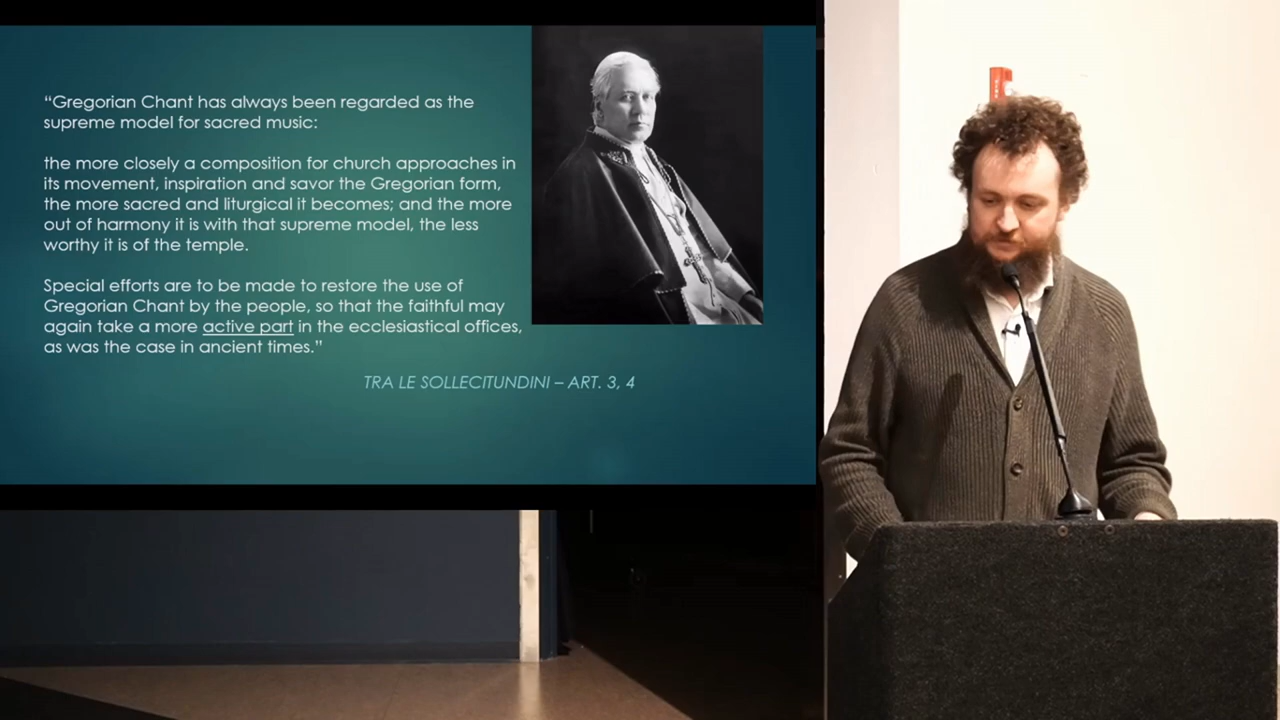 “Gregorian Chant has always been regarded as the
supreme model for sacred music:
the more closely a composition for church approaches in
its movement, inspiration and savor the Gregorian form,
the more sacred and liturgical it becomes; and the more
out of harmony it is with that supreme model, the less
worthy it is of the temple.
Special efforts are to be made to restore the use of
Gregorian Chant by the people, so that the faithful may
again take a more active part in the ecclesiastical offices,
as was the case in ancient times.”
TRA LE SOLLECITUNDINI – ART. 3, 4